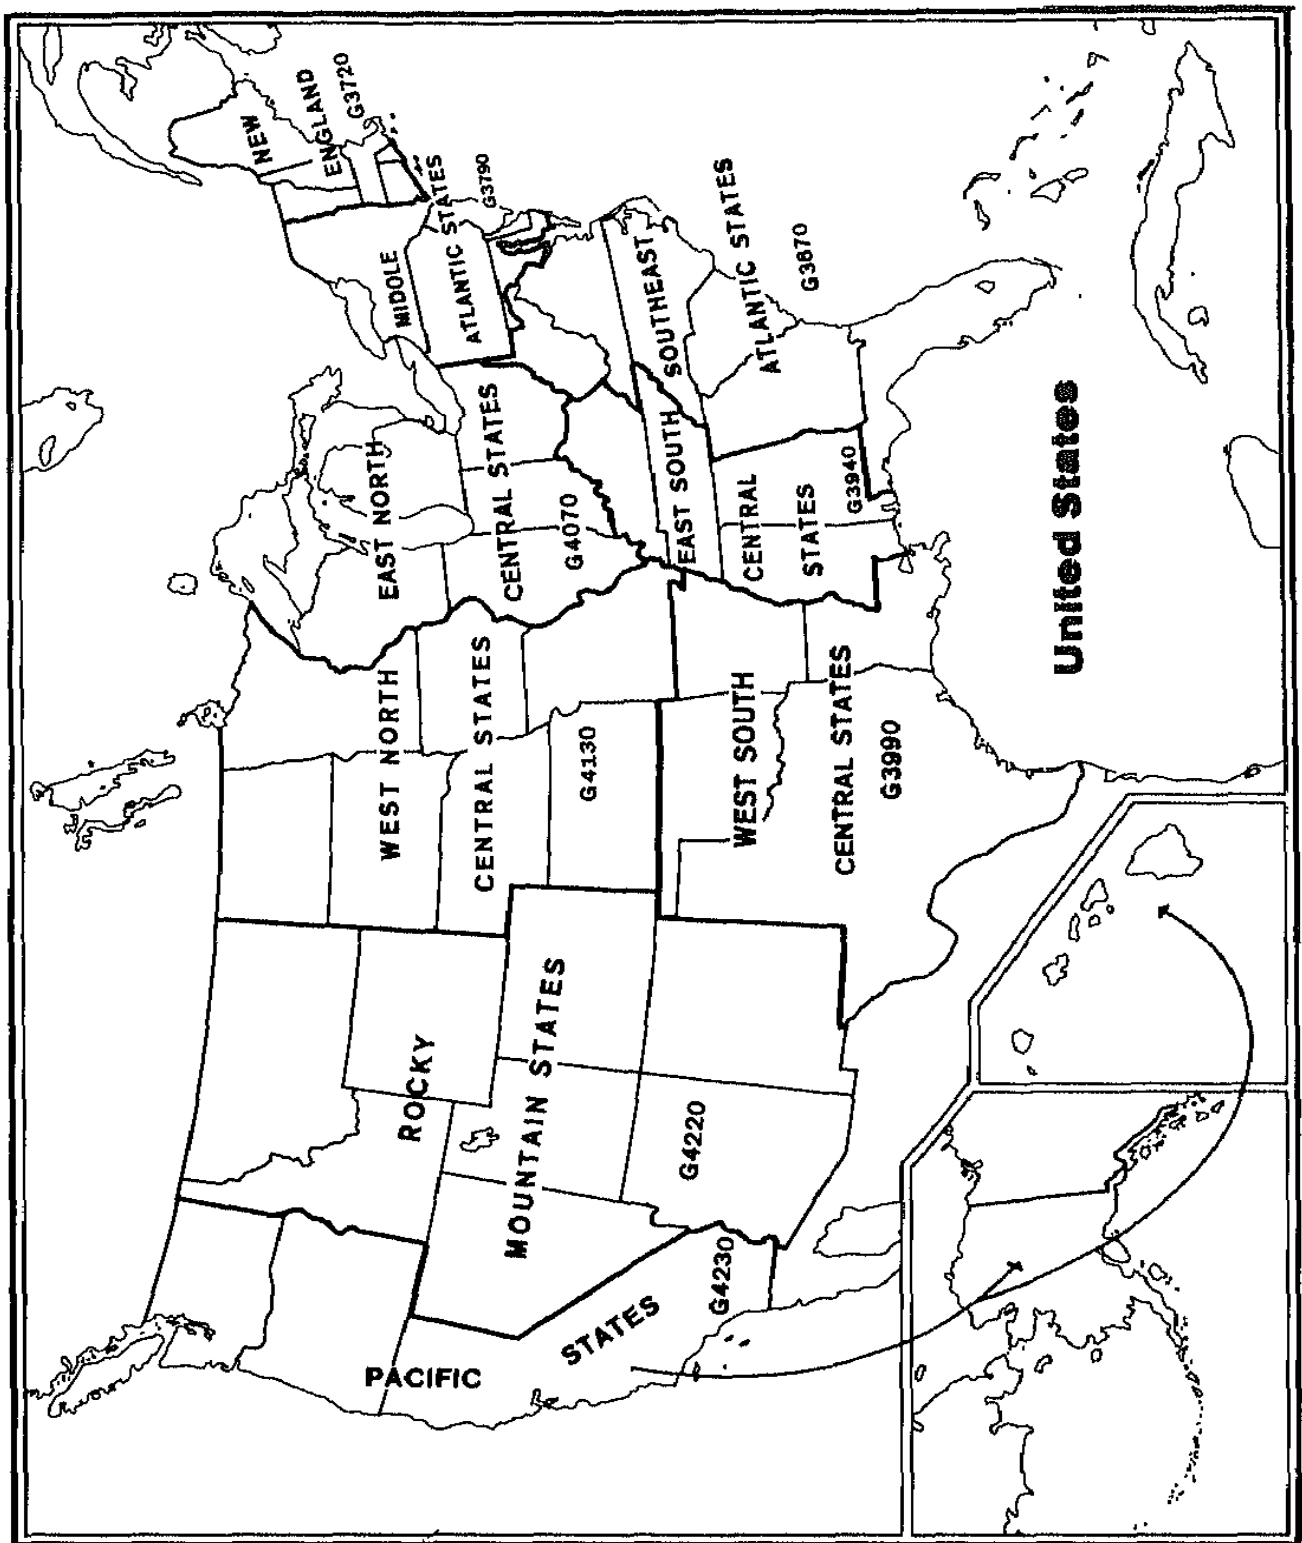 NEW
ENGLAND
G3720
MIDDLE
ATLANTIC STATES
G3790
SOUTHEAST
ATLANTIC STATES
G3870
EAST NORTH
CENTRAL STATES
G4070
EAST SOUTH
CENTRAL
STATES
G3940
WEST NORTH
CENTRAL STATES
G4130
WEST SOUTH
CENTRAL STATES
G3990
ROCKY
MOUNTAIN STATES
G4220
PACIFIC
STATES
G4230
United States